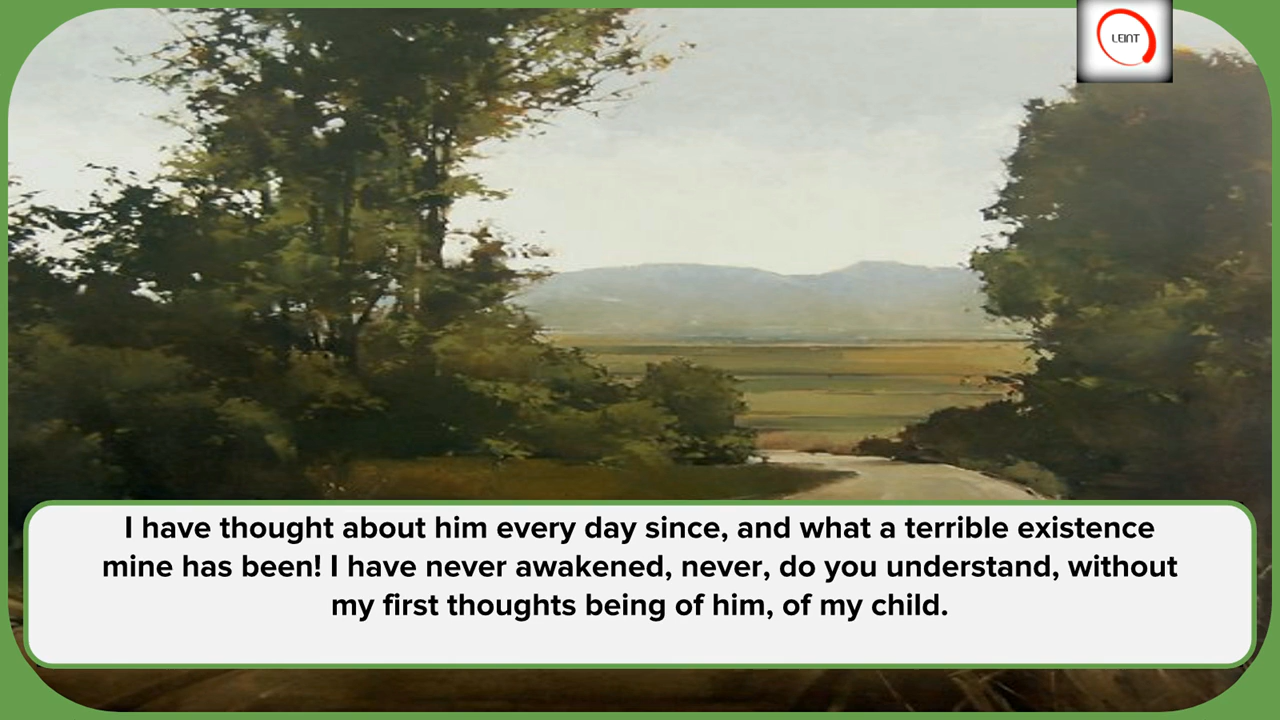 LEINT
I have thought about him every day since, and what a terrible existence
mine has been! I have never awakened, never, do you understand, without
my first thoughts being of him, of my child.